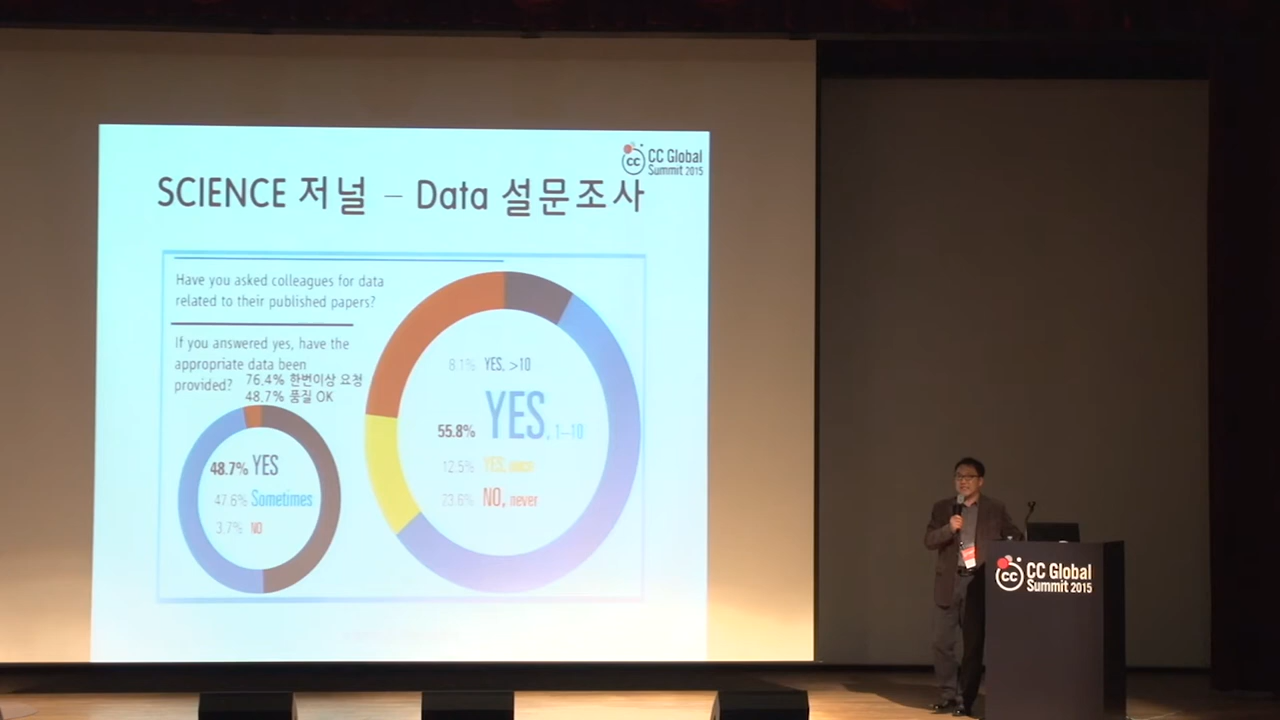 CC Global
Summit 2015
SCIENCE 저널 – Data 설문조사
Have you asked colleagues for data
related to their published papers?
If you answered yes, have the
appropriate data been
provided?
76.4% 한번이상 요청
48.7% 품질 OK
48.7% YES
47.6% Sometimes
3.7% NO
8.1% YES, >10
55.8% YES, 1–10
12.5% YES, once
23.6% NO, never
CC Global
Summit 2015